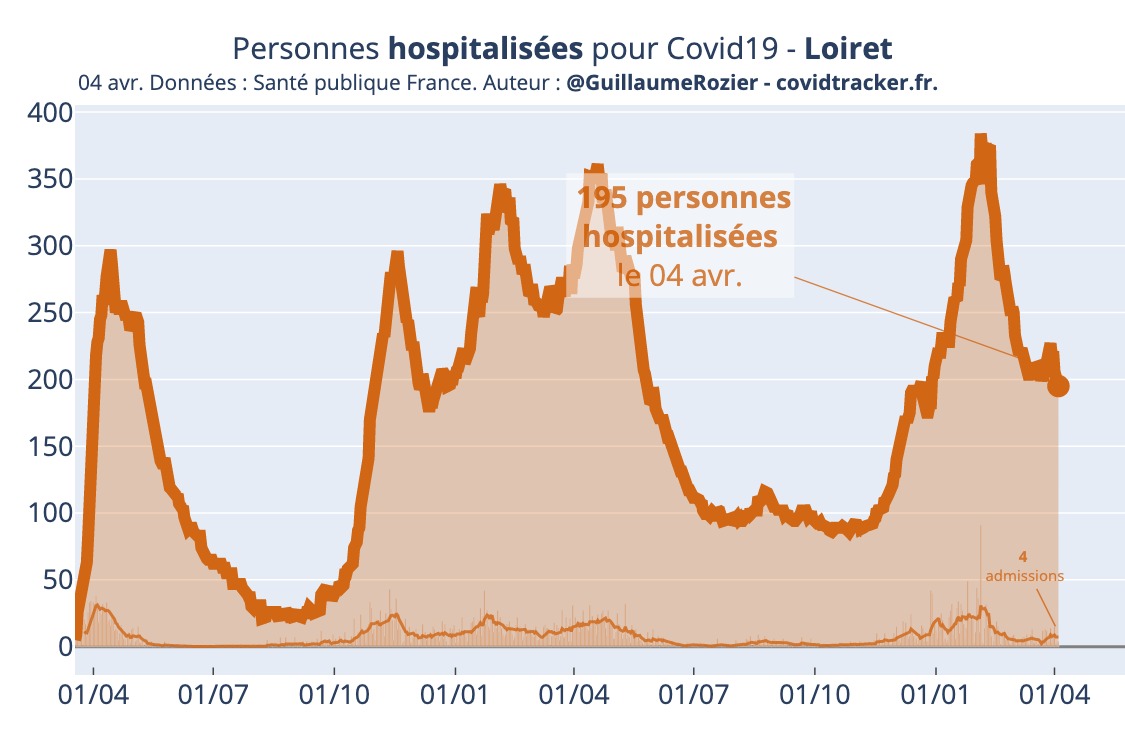 Personnes hospitalisées pour Covid19 - Loiret
04 avr. Données : Santé publique France. Auteur : @GuillaumeRozier - covidtracker.fr.
400
350
300
250
200
150
100
50
0
195 personnes
hospitalisées
le 04 avr.
4
admissions
01/04 01/07 01/10 01/01 01/04 01/07 01/10 01/01 01/04